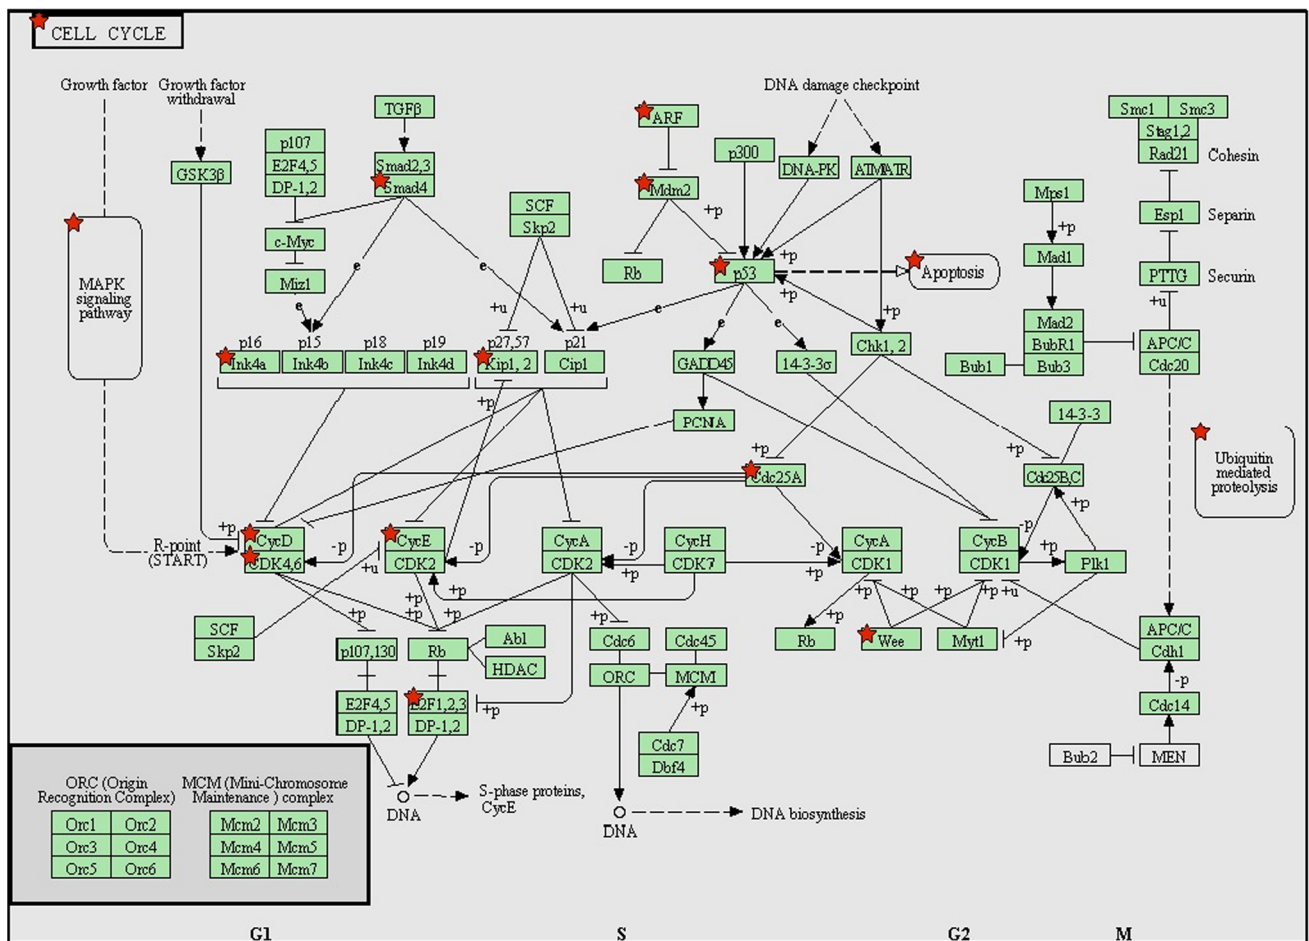 CELL CYCLE
Growth factor
Growth factor
withdrawal
DNA damage checkpoint
TGFβ
ARF
Smc1
Smc3
Stag1,2
Rad21
Cohesin
p107
E2F4,5
DP-1,2
GSK3β
Smad2,3
Smad4
p300
DNA-PK
ATMATR
SCF
Skp2
Mdm2
+p
Mps1
+p
Esp1
Separin
c-Myc
Miz1
e
e
e
Rb
p53
+p
+p
Apoptosis
Mad1
PTTG
Securin
MAPK
signaling
pathway
+u
+u
e
e
e
+p
+u
Mad2
BubR1
Bub3
Bub1
APC/C
Cdc20
p16
Ink4a
p15
Ink4b
p18
Ink4c
p19
Ink4d
p27,57
Kip1, 2
p21
Cip1
GADD45
14-3-3σ
Chk1, 2
+p
PCNA
14-3-3
+p
Cdc25A
+p
Cdc25B,C
+p
Ubiquitin
mediated
proteolysis
R-point
(START)
+p
CycD
CDK4,6
-p
CycE
CDK2
-p
+u
CycA
CDK2
-p
+p
CycH
CDK7
-p
+p
CycA
CDK1
CycB
CDK1
-p
+p
Plk1
+p
+p
+p
+p
+p
+p
+p
+p
+p
+p
+u
+p
SCF
Skp2
p107,130
Rb
Abl
HDAC
Cdc6
Cdc45
ORC
MCM
Rb
Wee
Myt1
APC/C
Cdh1
-p
E2F4,5
DP-1,2
E2F1,2,3
DP-1,2
+p
+p
Cdc7
Dbf4
Cdc14
Bub2
MEN
DNA
S-phase proteins,
CycE
DNA
DNA biosynthesis
ORC (Origin
Recognition Complex)
MCM (Mini-Chromosome
Maintenance ) complex
Orc1
Orc2
Mcm2
Mcm3
Orc3
Orc4
Mcm4
Mcm5
Orc5
Orc6
Mcm6
Mcm7
G1
S
G2
M